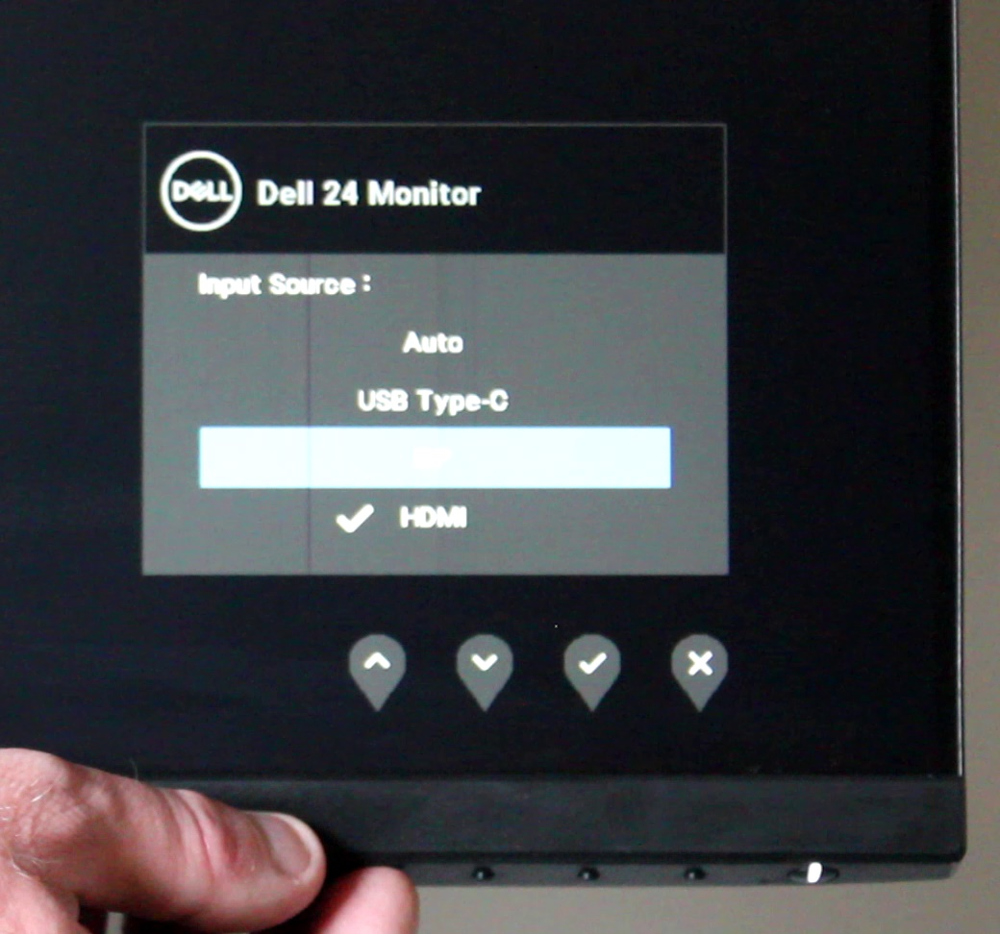 DELL Dell 24 Monitor
Input Source :
Auto
USB Type-C
HDMI